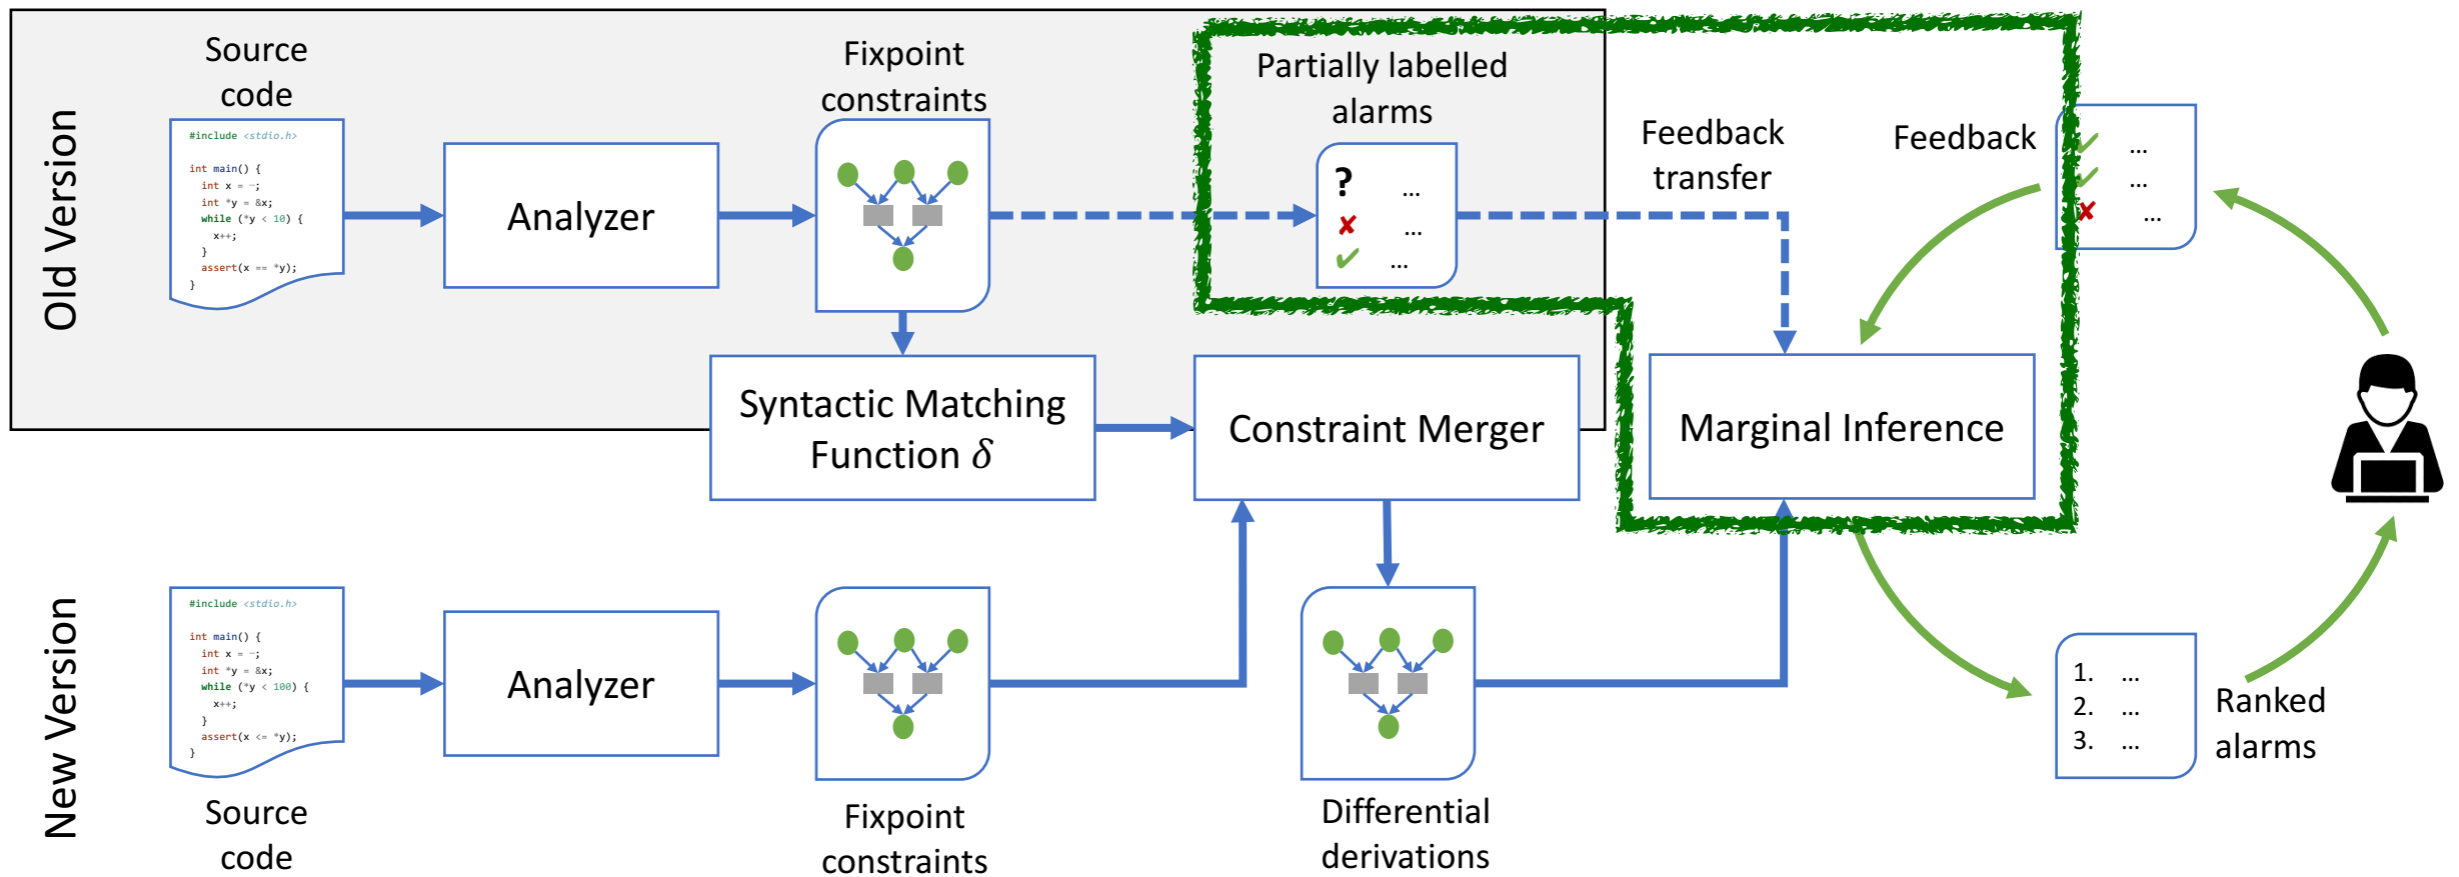 Old Version
Source
code
#include <stdio.h>
int main() {
int x = …;
int *y = &x;
while (*y < 10) {
x++;
}
assert(x == *y);
}
Analyzer
Fixpoint
constraints
Partially labelled
alarms
? ...
✘ ...
✔ ...
Feedback
transfer
Feedback
✔ ...
✔ ...
✘ ...
Syntactic Matching
Function δ
Constraint Merger
Marginal Inference
New Version
#include <stdio.h>
int main() {
int x = …;
int *y = &x;
while (*y < 100) {
x++;
}
assert(x <= *y);
}
Source
code
Analyzer
Fixpoint
constraints
Differential
derivations
1. ...
2. ...
3. ...
Ranked
alarms